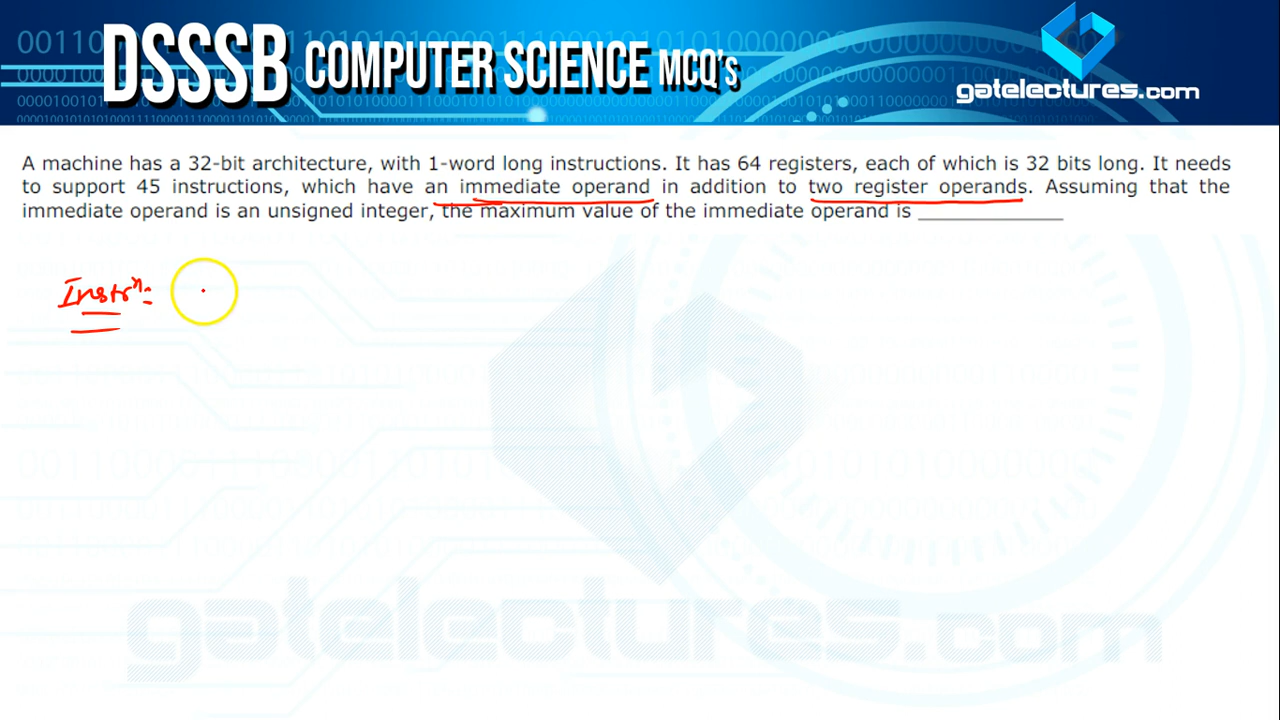 DSSSB COMPUTER SCIENCE MCQ's
gatelectures.com
A machine has a 32-bit architecture, with 1-word long instructions. It has 64 registers, each of which is 32 bits long. It needs
to support 45 instructions, which have an immediate operand in addition to two register operands. Assuming that the
immediate operand is an unsigned integer, the maximum value of the immediate operand is ____________
Instrⁿ:
gatelectures.com